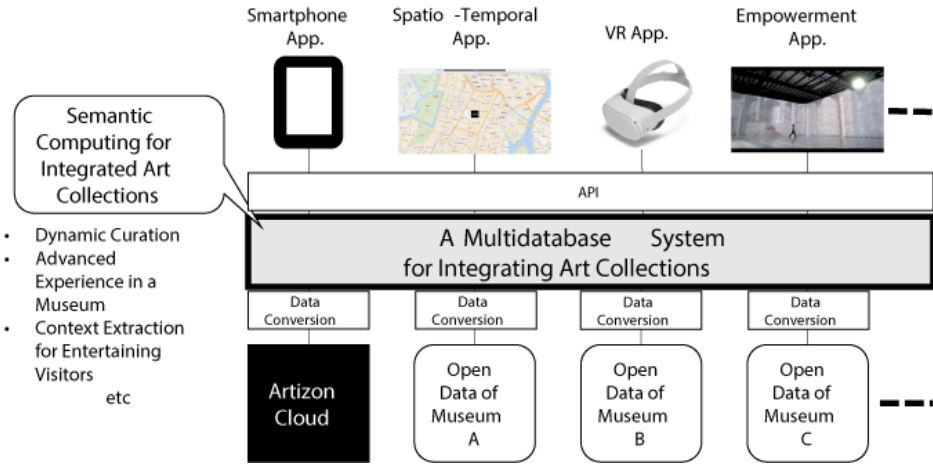 Smartphone
App.
Spatio -Temporal
App.
VR App.
Empowerment
App.
Semantic
Computing for
Integrated Art
Collections
• Dynamic Curation
• Advanced
Experience in a
Museum
• Context Extraction
for Entertaining
Visitors
etc
API
A Multidatabase System
for Integrating Art Collections
Data
Conversion
Data
Conversion
Data
Conversion
Data
Conversion
Artizon
Cloud
Open
Data of
Museum
A
Open
Data of
Museum
B
Open
Data of
Museum
C